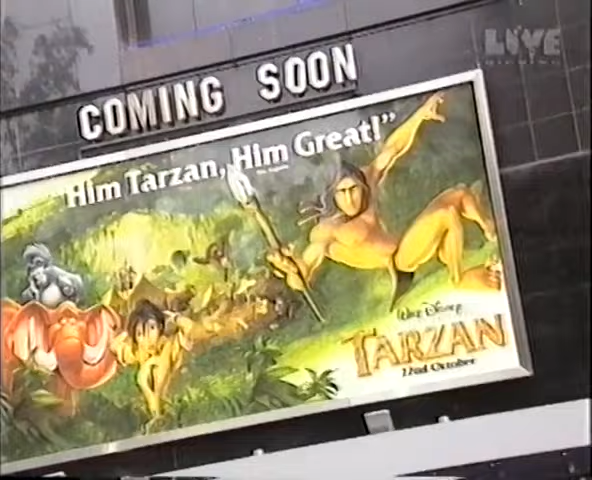 LIVE
COMING SOON
"Him Tarzan, Him Great!"
WALT DISNEY
TARZAN
22nd October